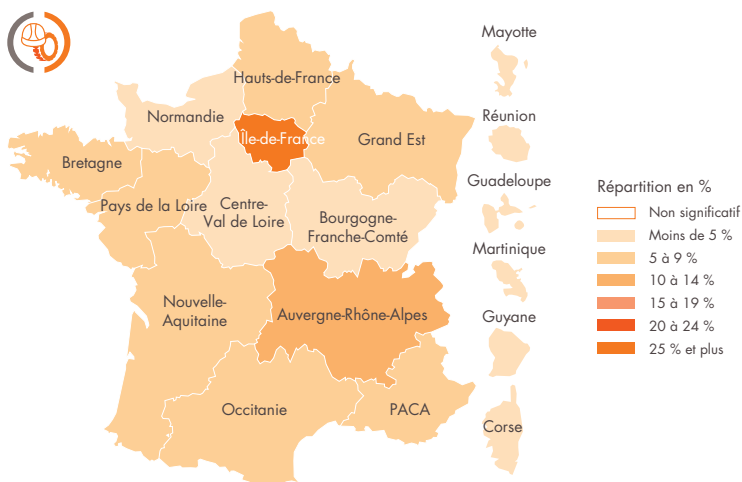 Mayotte
Hauts-de-France
Normandie
Réunion
Île-de-France
Grand Est
Bretagne
Guadeloupe
Pays de la Loire
Centre-
Val de Loire
Bourgogne-
Franche-Comté
Martinique
Nouvelle-
Aquitaine
Auvergne-Rhône-Alpes
Guyane
Occitanie
PACA
Corse
Répartition en %
Non significatif
Moins de 5 %
5 à 9 %
10 à 14 %
15 à 19 %
20 à 24 %
25 % et plus